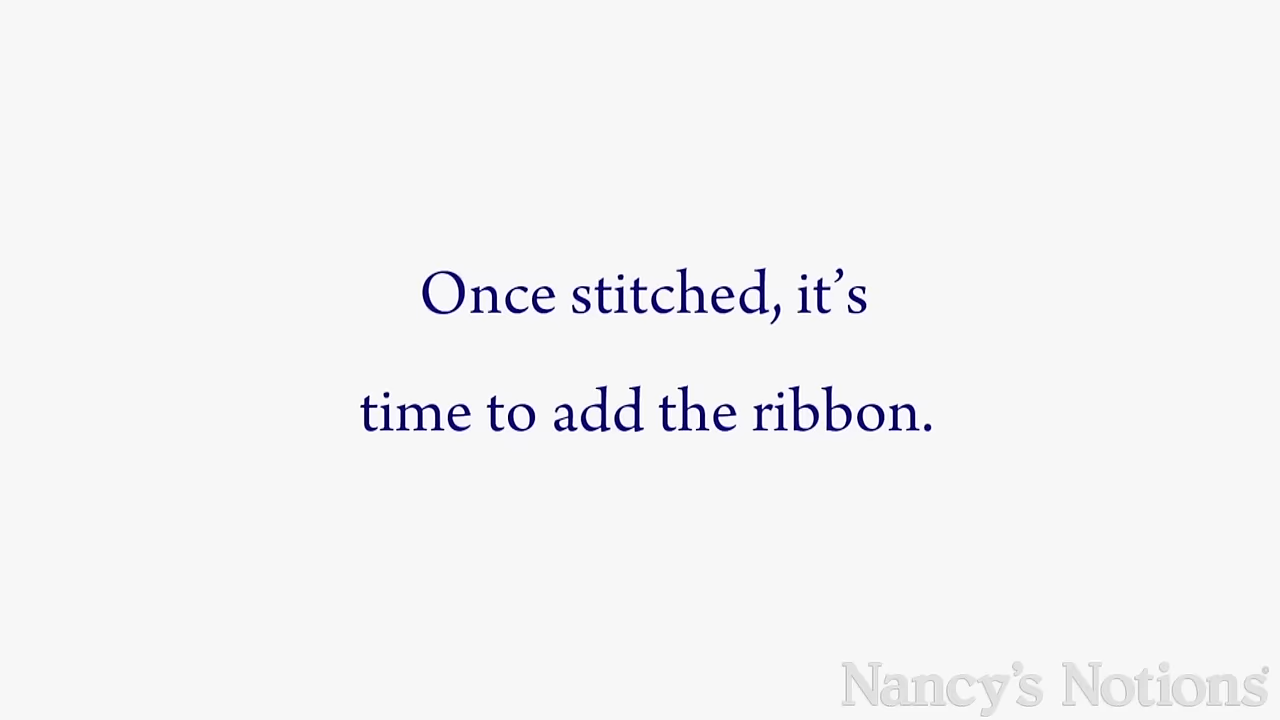 Once stitched, it’s
time to add the ribbon.
Nancy’s Notions®